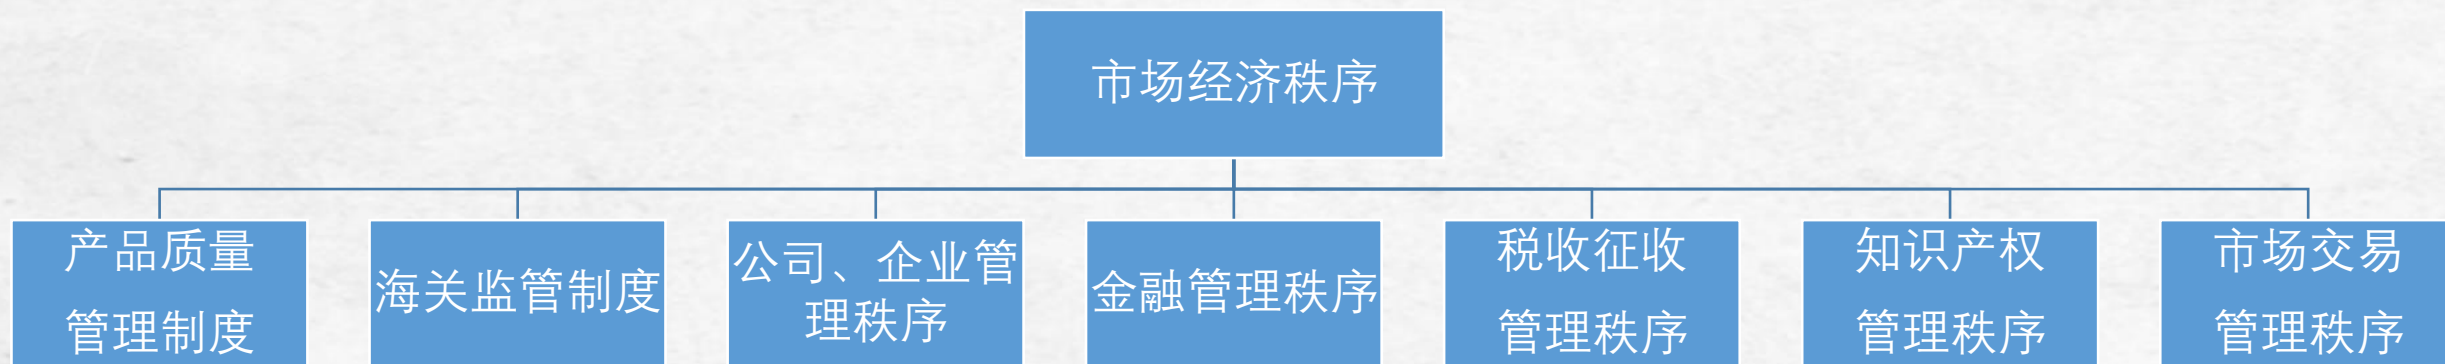 市场经济秩序
产品质量
管理制度
海关监管制度
公司、企业管
理秩序
金融管理秩序
税收征收
管理秩序
知识产权
管理秩序
市场交易
管理秩序